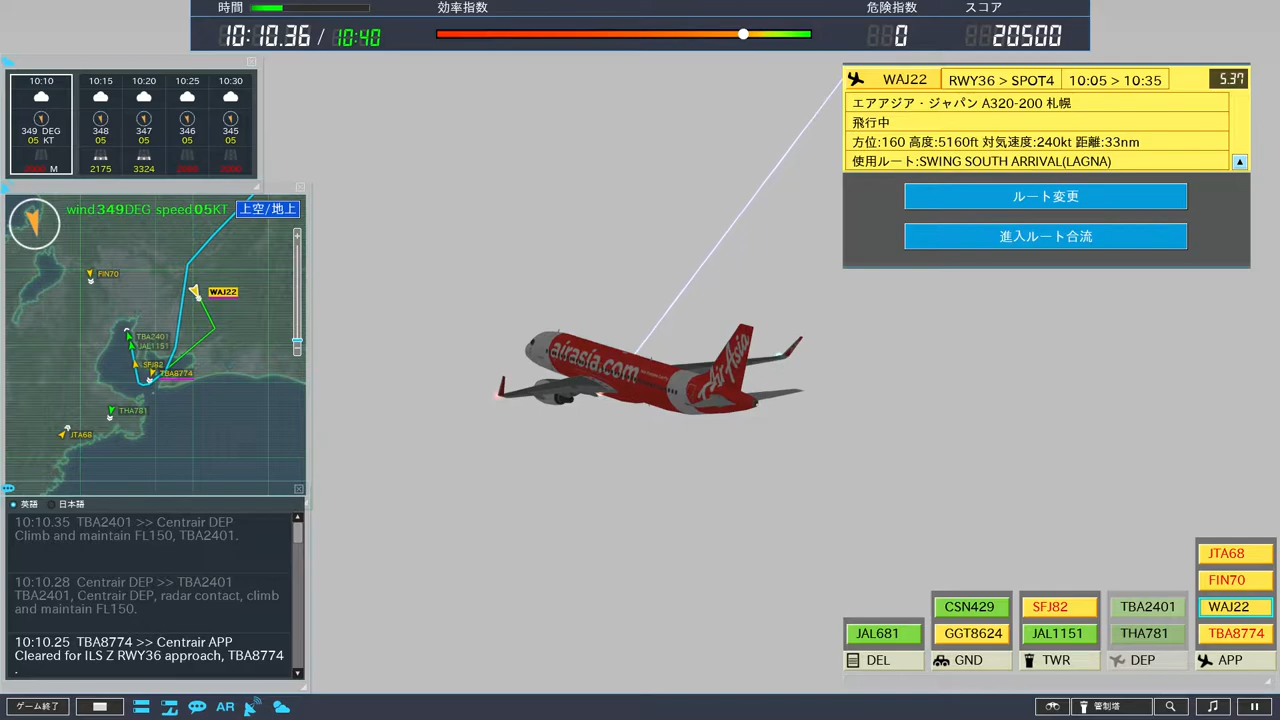 時間
効率指数
危険指数
スコア
10:10.36 / 10:40
0
20500
10:10
10:15
10:20
10:25
10:30
349 DEG
348
347
346
345
05 KT
05
05
05
05
M
2175
3324
wind 349DEG speed 05KT
上空/地上
FIN70
WAJ22
TBA2401
JAL1151
SFJ82
TBA8774
THA781
JTA68
英語
日本語
10:10.35 TBA2401 >> Centrair DEP
Climb and maintain FL150, TBA2401.
10:10.28 Centrair DEP >> TBA2401
TBA2401, Centrair DEP, radar contact, climb
and maintain FL150.
10:10.25 TBA8774 >> Centrair APP
Cleared for ILS Z RWY36 approach, TBA8774
.
WAJ22
RWY36 > SPOT4
10:05 > 10:35
5.37
エアアジア・ジャパン A320-200 札幌
飛行中
方位:160 高度:5160ft 対気速度:240kt 距離:33nm
使用ルート:SWING SOUTH ARRIVAL(LAGNA)
ルート変更
進入ルート合流
airasia.com
AirAsia
JTA68
FIN70
CSN429
SFJ82
TBA2401
WAJ22
JAL681
GGT8624
JAL1151
THA781
TBA8774
DEL
GND
TWR
DEP
APP
ゲーム終了
AR
管制塔